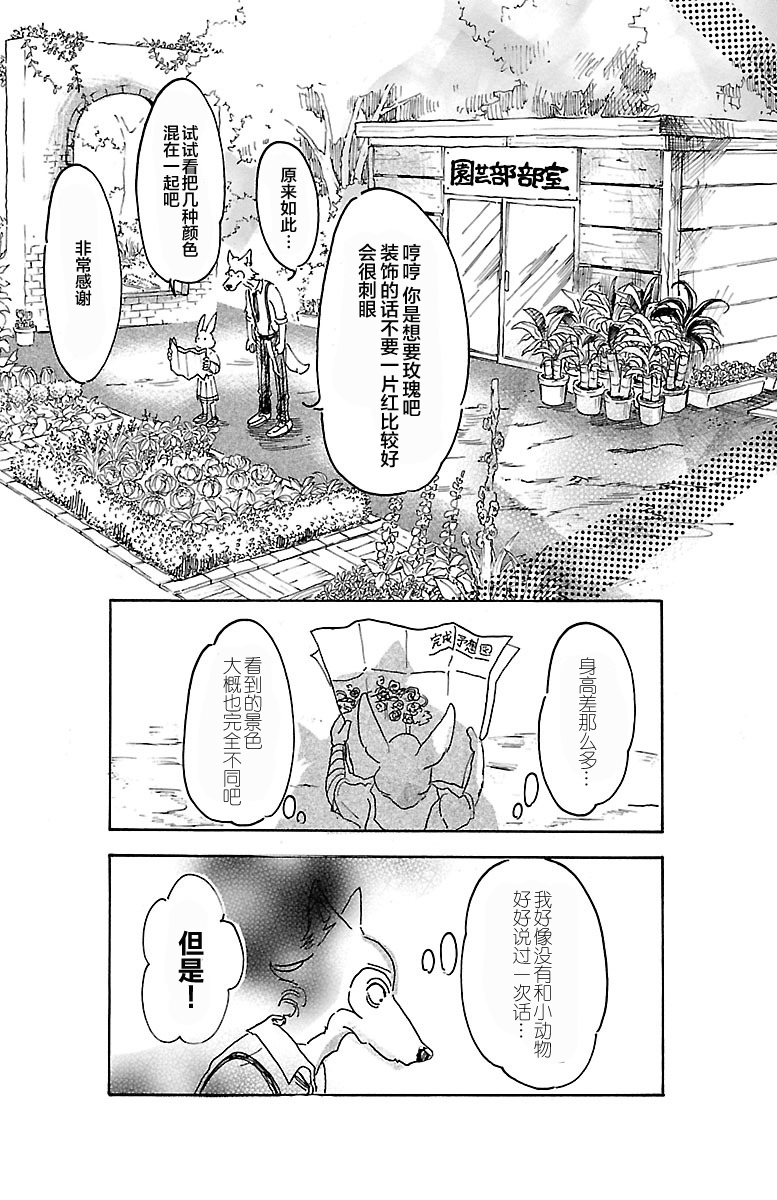 園芸部部室
哼哼 你是想要玫瑰吧
装饰的话不要一片红比较好
会很刺眼
原来如此…
试试看把几种颜色
混在一起吧
非常感谢
身高差那么多…
完成予想図
看到的景色
大概也完全不同吧
我好像没有和小动物
好好说过一次话…
但是！